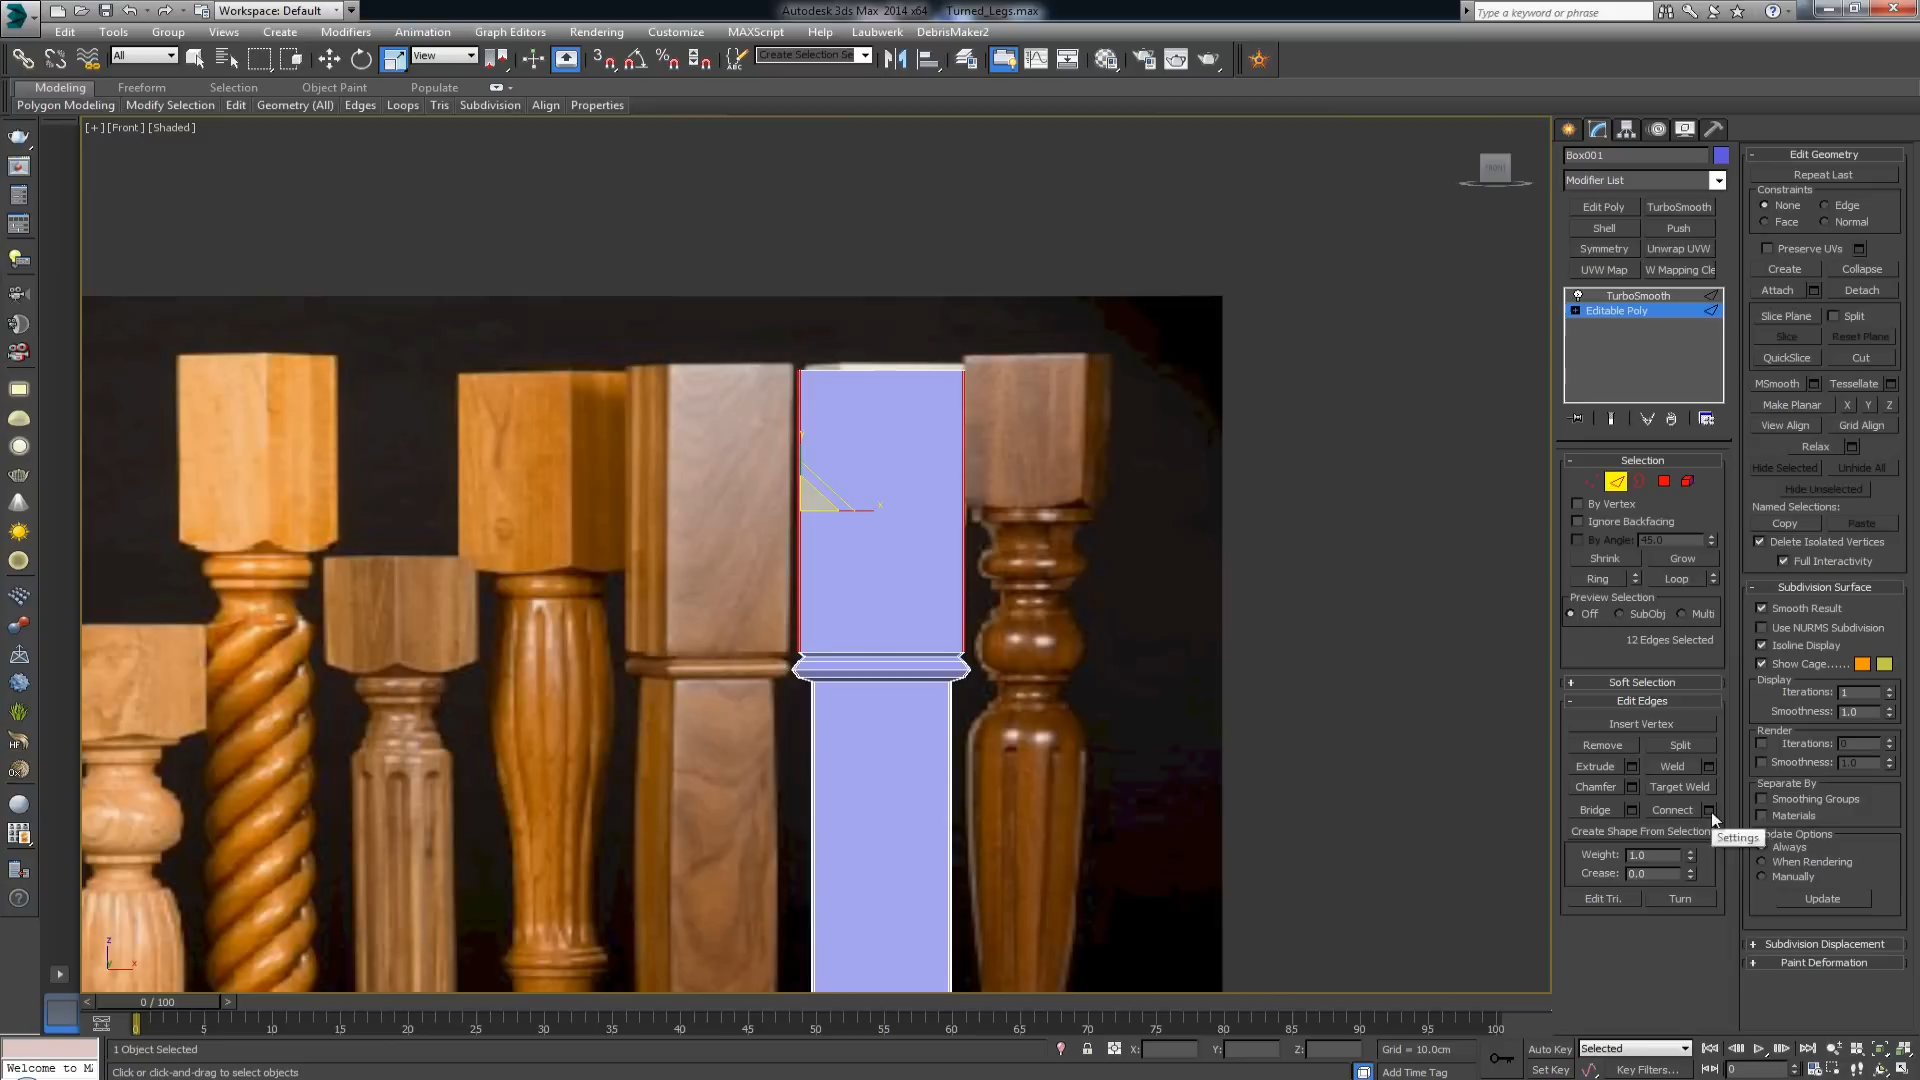 Workspace: Default
Autodesk 3ds Max 2014 x64 Turned_Legs.max
Type a keyword or phrase
Edit Tools Group Views Create Modifiers Animation Graph Editors Rendering Customize MAXScript Help Laubwerk DebrisMaker2
All View Create Selection Se
Modeling Freeform Selection Object Paint Populate
Polygon Modeling Modify Selection Edit Geometry (All) Edges Loops Tris Subdivision Align Properties
[+] [Front] [Shaded]
FRONT
Box001
Modifier List
Edit Poly TurboSmooth
Shell Push
Symmetry Unwrap UVW
UVW Map W Mapping Cle
TurboSmooth
Editable Poly
- Selection
By Vertex
Ignore Backfacing
By Angle: 45.0
Shrink Grow
Ring Loop
Preview Selection
Off SubObj Multi
12 Edges Selected
+ Soft Selection
- Edit Edges
Insert Vertex
Remove Split
Extrude Weld
Chamfer Target Weld
Bridge Connect
Settings
Create Shape From Selection
Weight: 1.0
Crease: 0.0
Edit Tri. Turn
- Edit Geometry
Repeat Last
Constraints
None Edge
Face Normal
Preserve UVs
Create Collapse
Attach Detach
Slice Plane Split
Slice Reset Plane
QuickSlice Cut
MSmooth Tessellate
Make Planar X Y Z
View Align Grid Align
Relax
Hide Selected Unhide All
Hide Unselected
Named Selections:
Copy Paste
Delete Isolated Vertices
Full Interactivity
- Subdivision Surface
Smooth Result
Use NURMS Subdivision
Isoline Display
Show Cage......
Display
Iterations: 1
Smoothness: 1.0
Render
Iterations: 0
Smoothness: 1.0
Separate By
Smoothing Groups
Materials
pdate Options
Always
When Rendering
Manually
Update
+ Subdivision Displacement
+ Paint Deformation
y x
z x
< 0 / 100 >
0 5 10 15 20 25 30 35 40 45 50 55 60 65 70 75 80 85 90 95 100
1 Object Selected X: Y: Z: Grid = 10.0cm Auto Key Selected
Welcome to MA Click or click-and-drag to select objects Add Time Tag Set Key Key Filters... 0